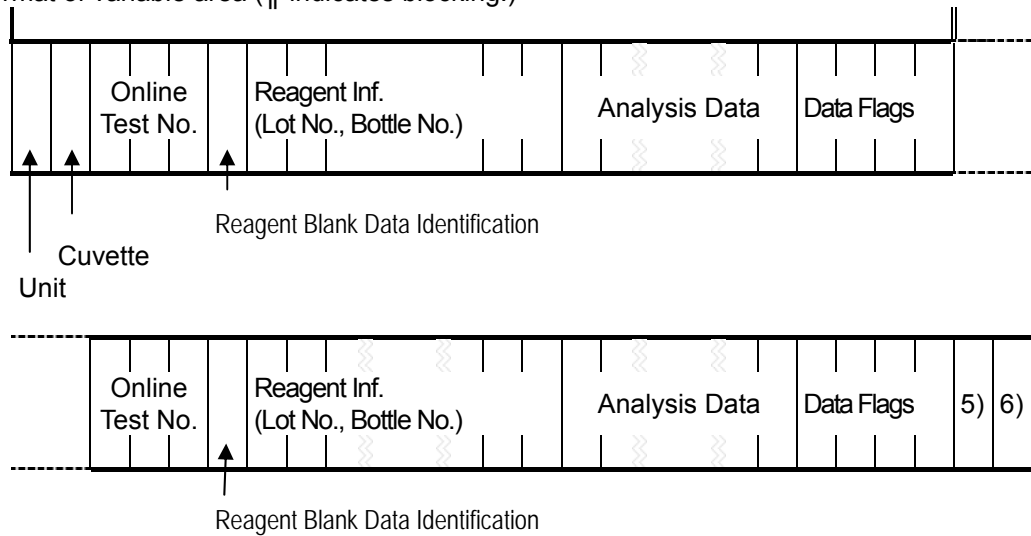 of variable area (╖ indicates blocking.)
Online
Test No.
Reagent Inf.
(Lot No., Bottle No.)
Analysis Data
Data Flags
Reagent Blank Data Identification
Cuvette
Unit
Online
Test No.
Reagent Inf.
(Lot No., Bottle No.)
Analysis Data
Data Flags
5)
6)
Reagent Blank Data Identification